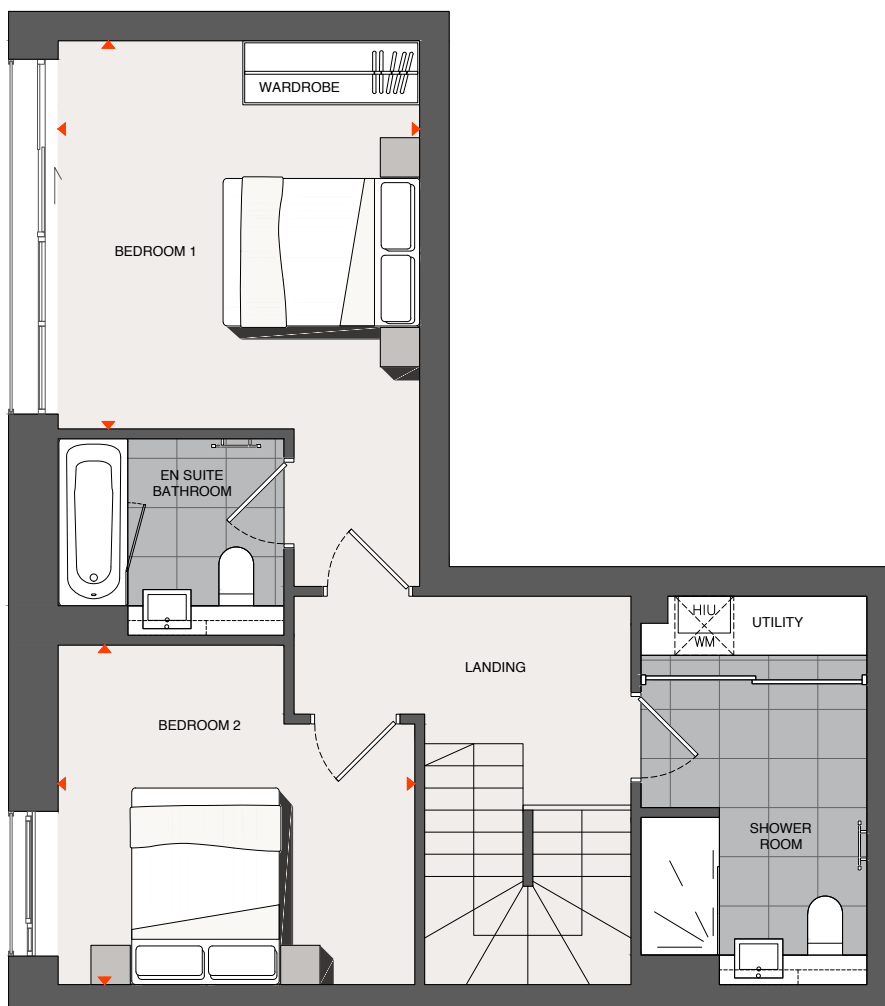 WARDROBE
BEDROOM 1
EN SUITE
BATHROOM
HIU
WM
UTILITY
LANDING
BEDROOM 2
SHOWER
ROOM